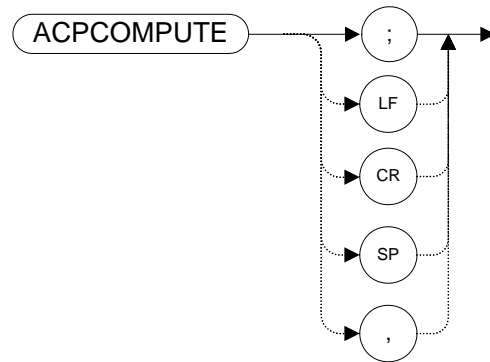 ACPCOMPUTE
;
LF
CR
SP
,